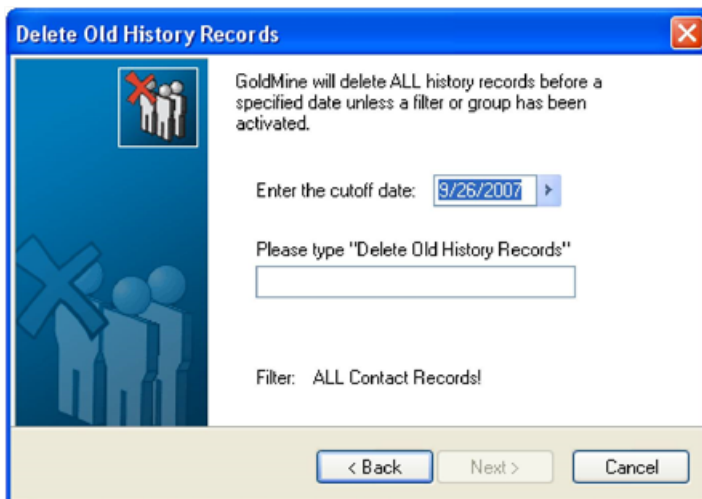 Delete Old History Records
GoldMine will delete ALL history records before a
specified date unless a filter or group has been
activated.
Enter the cutoff date: 9/26/2007
Please type "Delete Old History Records"
Filter: ALL Contact Records!
< Back Next > Cancel